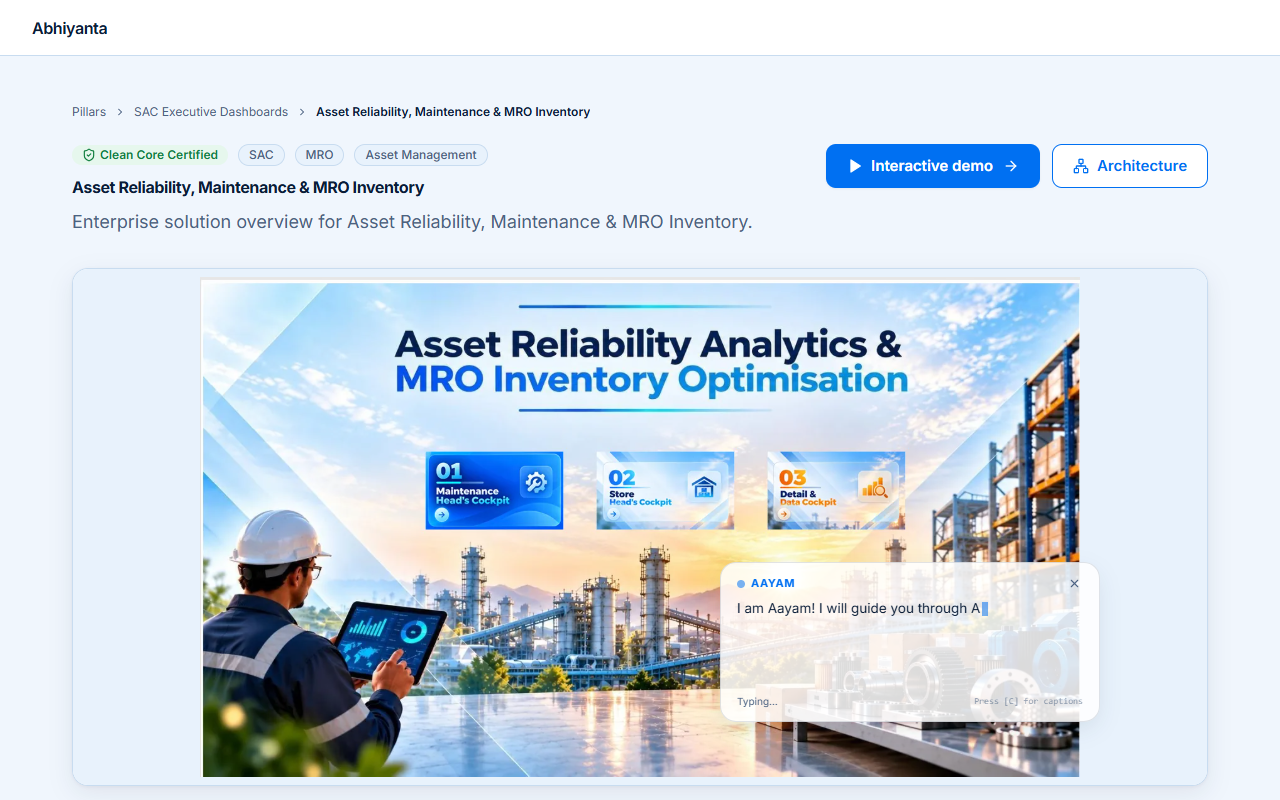 Abhiyanta
Pillars > SAC Executive Dashboards > Asset Reliability, Maintenance & MRO Inventory
Clean Core Certified SAC MRO Asset Management
Interactive demo → Architecture
Asset Reliability, Maintenance & MRO Inventory
Enterprise solution overview for Asset Reliability, Maintenance & MRO Inventory.
Asset Reliability Analytics &
MRO Inventory Optimisation
01
Maintenance
Head's Cockpit
02
Store
Head's Cockpit
03
Detail &
Data Cockpit
AAYAM
I am Aayam! I will guide you through A
Typing...
Press [C] for captions